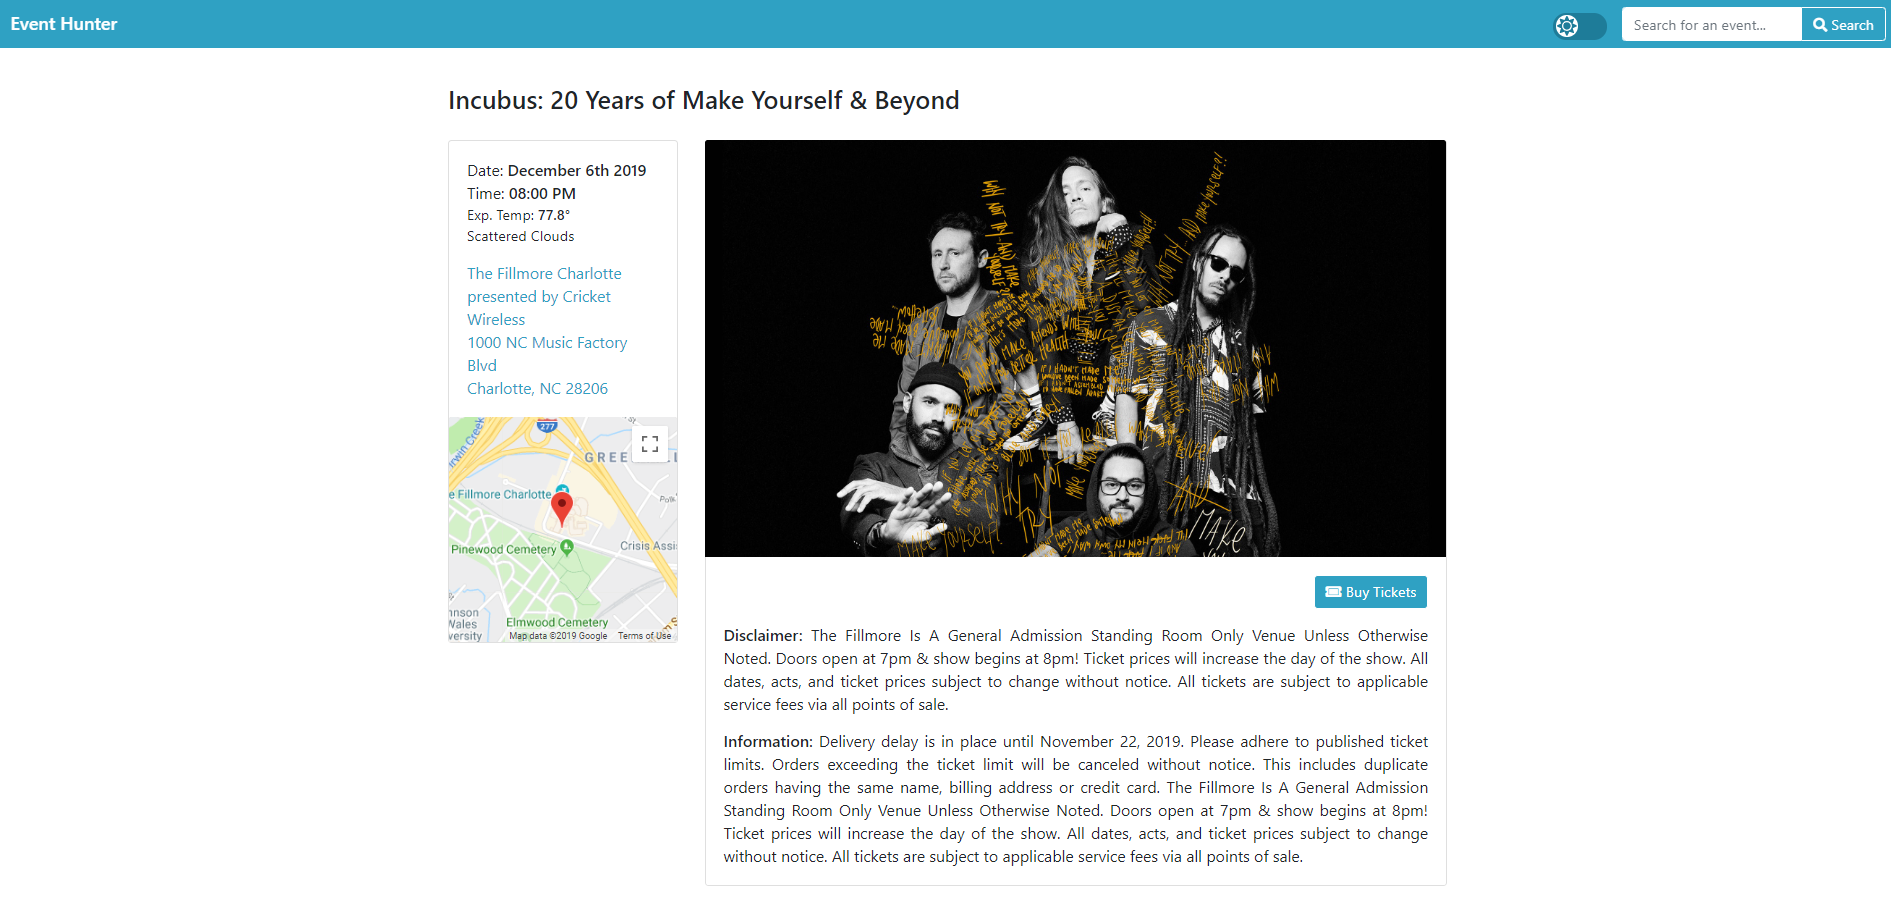 Event Hunter
Search for an event...
Search
Incubus: 20 Years of Make Yourself & Beyond
Date: December 6th 2019
Time: 08:00 PM
Exp. Temp: 77.8°
Scattered Clouds
The Fillmore Charlotte
presented by Cricket
Wireless
1000 NC Music Factory
Blvd
Charlotte, NC 28206
277
e Fillmore Charlotte
Pinewood Cemetery
Crisis Assi
Elmwood Cemetery
Map data ©2019 Google
Terms of Use
IF I HADN'T MADE ME
TRY
AND
MAKE
Buy Tickets
Disclaimer: The Fillmore Is A General Admission Standing Room Only Venue Unless Otherwise
Noted. Doors open at 7pm & show begins at 8pm! Ticket prices will increase the day of the show. All
dates, acts, and ticket prices subject to change without notice. All tickets are subject to applicable
service fees via all points of sale.
Information: Delivery delay is in place until November 22, 2019. Please adhere to published ticket
limits. Orders exceeding the ticket limit will be canceled without notice. This includes duplicate
orders having the same name, billing address or credit card. The Fillmore Is A General Admission
Standing Room Only Venue Unless Otherwise Noted. Doors open at 7pm & show begins at 8pm!
Ticket prices will increase the day of the show. All dates, acts, and ticket prices subject to change
without notice. All tickets are subject to applicable service fees via all points of sale.